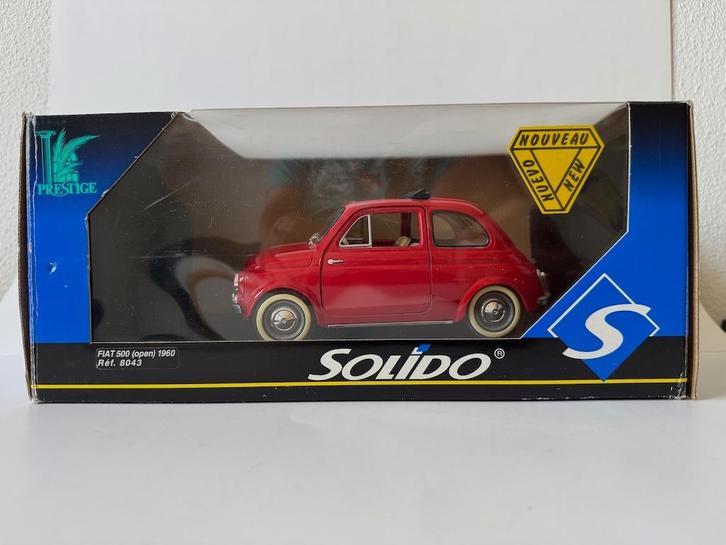 PRESTIGE
NOUVEAU
NUEVO
NEW
FIAT 500 (open) 1960
Réf. 8043
SOLIDO®
S